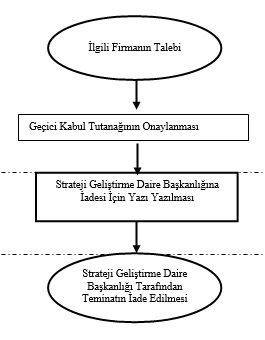 İlgili Firmanın Talebi
Geçici Kabul Tutanağının Onaylanması
Strateji Geliştirme Daire Başkanlığına
İadesi İçin Yazı Yazılması
Strateji Geliştirme Daire
Başkanlığı Tarafından
Teminatın İade Edilmesi